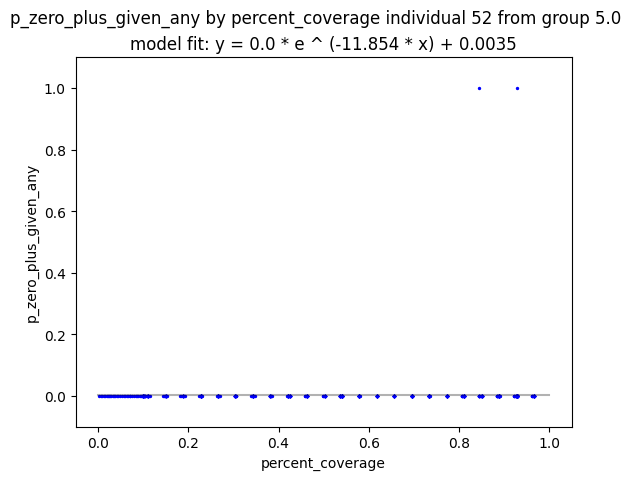 p_zero_plus_given_any by percent_coverage individual 52 from group 5.0
model fit: y = 0.0 * e ^ (-11.854 * x) + 0.0035
1.0
0.8
0.6
0.4
0.2
0.0
p_zero_plus_given_any
0.0 0.2 0.4 0.6 0.8 1.0
percent_coverage